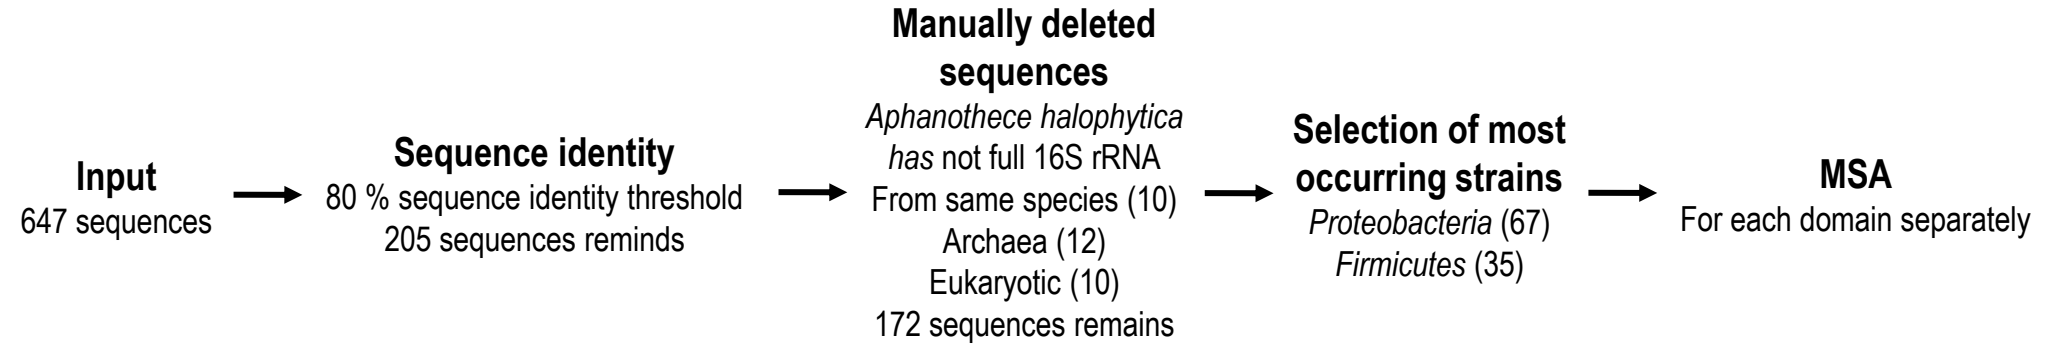 Input
647 sequences
Sequence identity
80 % sequence identity threshold
205 sequences reminds
Manually deleted
sequences
Aphanothece halophytica
has not full 16S rRNA
From same species (10)
Archaea (12)
Eukaryotic (10)
172 sequences remains
Selection of most
occurring strains
Proteobacteria (67)
Firmicutes (35)
MSA
For each domain separately